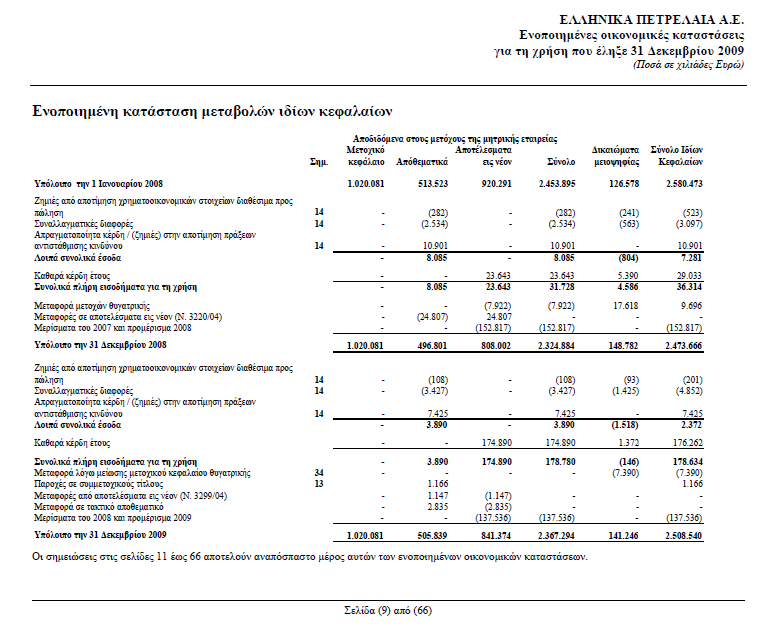 ΕΛΛΗΝΙΚΑ ΠΕΤΡΕΛΑΙΑ Α.Ε.
Ενοποιημένες οικονομικές καταστάσεις
για τη χρήση που έληξε 31 Δεκεμβρίου 2009
(Ποσά σε χιλιάδες Ευρώ)
Ενοποιημένη κατάσταση μεταβολών ιδίων κεφαλαίων
Αποδιδόμενα στους μετόχους της μητρικής εταιρείας
Σημ. Μετοχικό κεφάλαιο Απόθεματικά Αποτέλεσματα εις νέον Σύνολο Δικαιώματα μειοψηφίας Σύνολο Ιδίων Κεφαλαίων
Υπόλοιπο την 1 Ιανουαρίου 2008 1.020.081 513.523 920.291 2.453.895 126.578 2.580.473
Ζημιές από αποτίμηση χρηματοοικονομικών στοιχείων διαθέσιμα προς
πώληση 14 - (282) - (282) (241) (523)
Συναλλαγματικές διαφορές 14 - (2.534) - (2.534) (563) (3.097)
Απραγματοποίητα κέρδη / (ζημιές) στην αποτίμηση πράξεων
αντιστάθμισης κινδύνου 14 - 10.901 - 10.901 - 10.901
Λοιπά συνολικά έσοδα - 8.085 - 8.085 (804) 7.281
Καθαρά κέρδη έτους - - 23.643 23.643 5.390 29.033
Συνολικά πλήρη εισοδήματα για τη χρήση - 8.085 23.643 31.728 4.586 36.314
Μεταφορά μετοχών θυγατρικής - - (7.922) (7.922) 17.618 9.696
Μεταφορές σε αποτελέσματα εις νέον (Ν. 3220/04) - (24.807) 24.807 - - -
Μερίσματα του 2007 και προμέρισμα 2008 - - (152.817) (152.817) - (152.817)
Υπόλοιπο την 31 Δεκεμβρίου 2008 1.020.081 496.801 808.002 2.324.884 148.782 2.473.666
Ζημιές από αποτίμηση χρηματοοικονομικών στοιχείων διαθέσιμα προς
πώληση 14 - (108) - (108) (93) (201)
Συναλλαγματικές διαφορές 14 - (3.427) - (3.427) (1.425) (4.852)
Απραγματοποίητα κέρδη / (ζημιές) στην αποτίμηση πράξεων
αντιστάθμισης κινδύνου 14 - 7.425 - 7.425 - 7.425
Λοιπά συνολικά έσοδα - 3.890 - 3.890 (1.518) 2.372
Καθαρά κέρδη έτους - - 174.890 174.890 1.372 176.262
Συνολικά πλήρη εισοδήματα για τη χρήση - 3.890 174.890 178.780 (146) 178.634
Μεταφορά λόγω μείωσης μετοχικού κεφαλαίου θυγατρικής 34 - - - - (7.390) (7.390)
Παροχές σε συμμετοχικούς τίτλους 13 1.166 1.166
Μεταφορές από αποτελέσματα εις νέον (Ν. 3299/04) - 1.147 (1.147) - - -
Μεταφορά σε τακτικό αποθεματικό - 2.835 (2.835) - - -
Μερίσματα του 2008 και προμέρισμα 2009 - - (137.536) (137.536) - (137.536)
Υπόλοιπο την 31 Δεκεμβρίου 2009 1.020.081 505.839 841.374 2.367.294 141.246 2.508.540
Οι σημειώσεις στις σελίδες 11 έως 66 αποτελούν αναπόσπαστο μέρος αυτών των ενοποιημένων οικονομικών καταστάσεων.
Σελίδα (9) από (66)